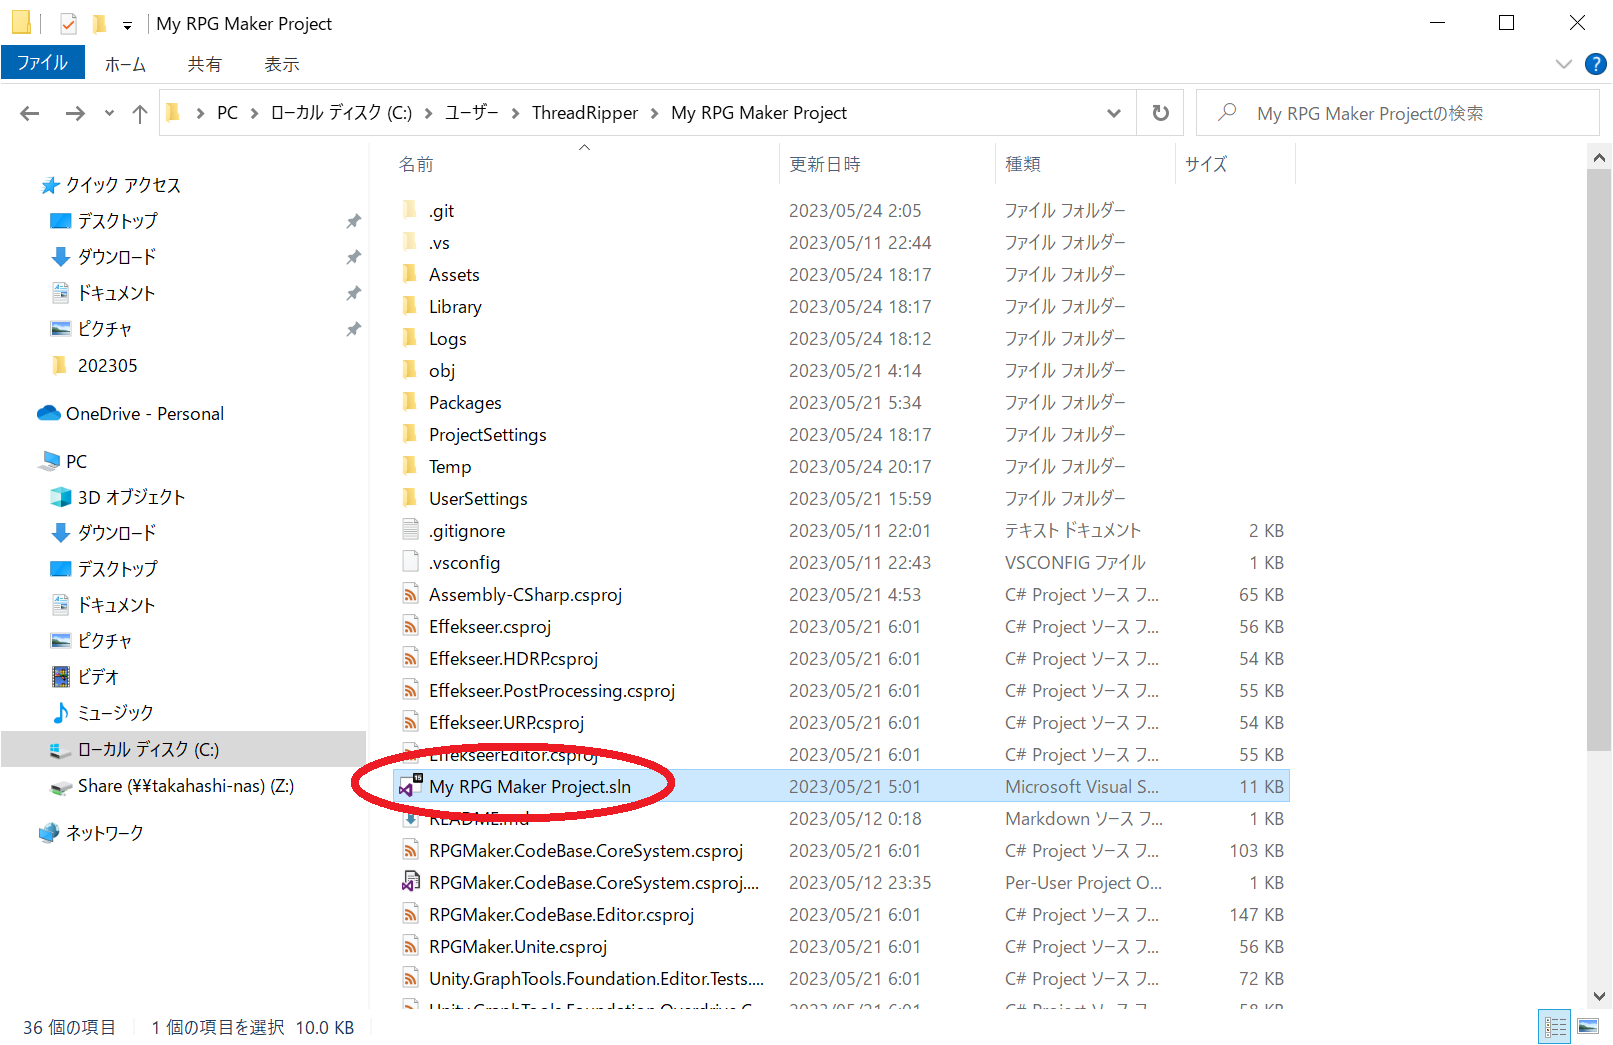 My RPG Maker Project
ファイル ホーム 共有 表示
PC ローカル ディスク (C:) ユーザー ThreadRipper My RPG Maker Project My RPG Maker Projectの検索
名前 更新日時 種類 サイズ
クイック アクセス
デスクトップ
ダウンロード
ドキュメント
ピクチャ
202305
OneDrive - Personal
PC
3D オブジェクト
ダウンロード
デスクトップ
ドキュメント
ピクチャ
ビデオ
ミュージック
ローカル ディスク (C:)
Share (¥¥takahashi-nas) (Z:)
ネットワーク
.git 2023/05/24 2:05 ファイル フォルダー
.vs 2023/05/11 22:44 ファイル フォルダー
Assets 2023/05/24 18:17 ファイル フォルダー
Library 2023/05/24 18:17 ファイル フォルダー
Logs 2023/05/24 18:12 ファイル フォルダー
obj 2023/05/21 4:14 ファイル フォルダー
Packages 2023/05/21 5:34 ファイル フォルダー
ProjectSettings 2023/05/24 18:17 ファイル フォルダー
Temp 2023/05/24 20:17 ファイル フォルダー
UserSettings 2023/05/21 15:59 ファイル フォルダー
.gitignore 2023/05/11 22:01 テキスト ドキュメント 2 KB
.vsconfig 2023/05/11 22:43 VSCONFIG ファイル 1 KB
Assembly-CSharp.csproj 2023/05/21 4:53 C# Project ソース フ... 65 KB
Effekseer.csproj 2023/05/21 6:01 C# Project ソース フ... 56 KB
Effekseer.HDRP.csproj 2023/05/21 6:01 C# Project ソース フ... 54 KB
Effekseer.PostProcessing.csproj 2023/05/21 6:01 C# Project ソース フ... 55 KB
Effekseer.URP.csproj 2023/05/21 6:01 C# Project ソース フ... 54 KB
EffekseerEditor.csproj 2023/05/21 6:01 C# Project ソース フ... 55 KB
My RPG Maker Project.sln 2023/05/21 5:01 Microsoft Visual S... 11 KB
README.md 2023/05/12 0:18 Markdown ソース フ... 1 KB
RPGMaker.CodeBase.CoreSystem.csproj 2023/05/21 6:01 C# Project ソース フ... 103 KB
RPGMaker.CodeBase.CoreSystem.csproj.... 2023/05/12 23:35 Per-User Project O... 1 KB
RPGMaker.CodeBase.Editor.csproj 2023/05/21 6:01 C# Project ソース フ... 147 KB
RPGMaker.Unite.csproj 2023/05/21 6:01 C# Project ソース フ... 56 KB
Unity.GraphTools.Foundation.Editor.Tests.... 2023/05/21 6:01 C# Project ソース フ... 72 KB
36 個の項目 1 個の項目を選択 10.0 KB